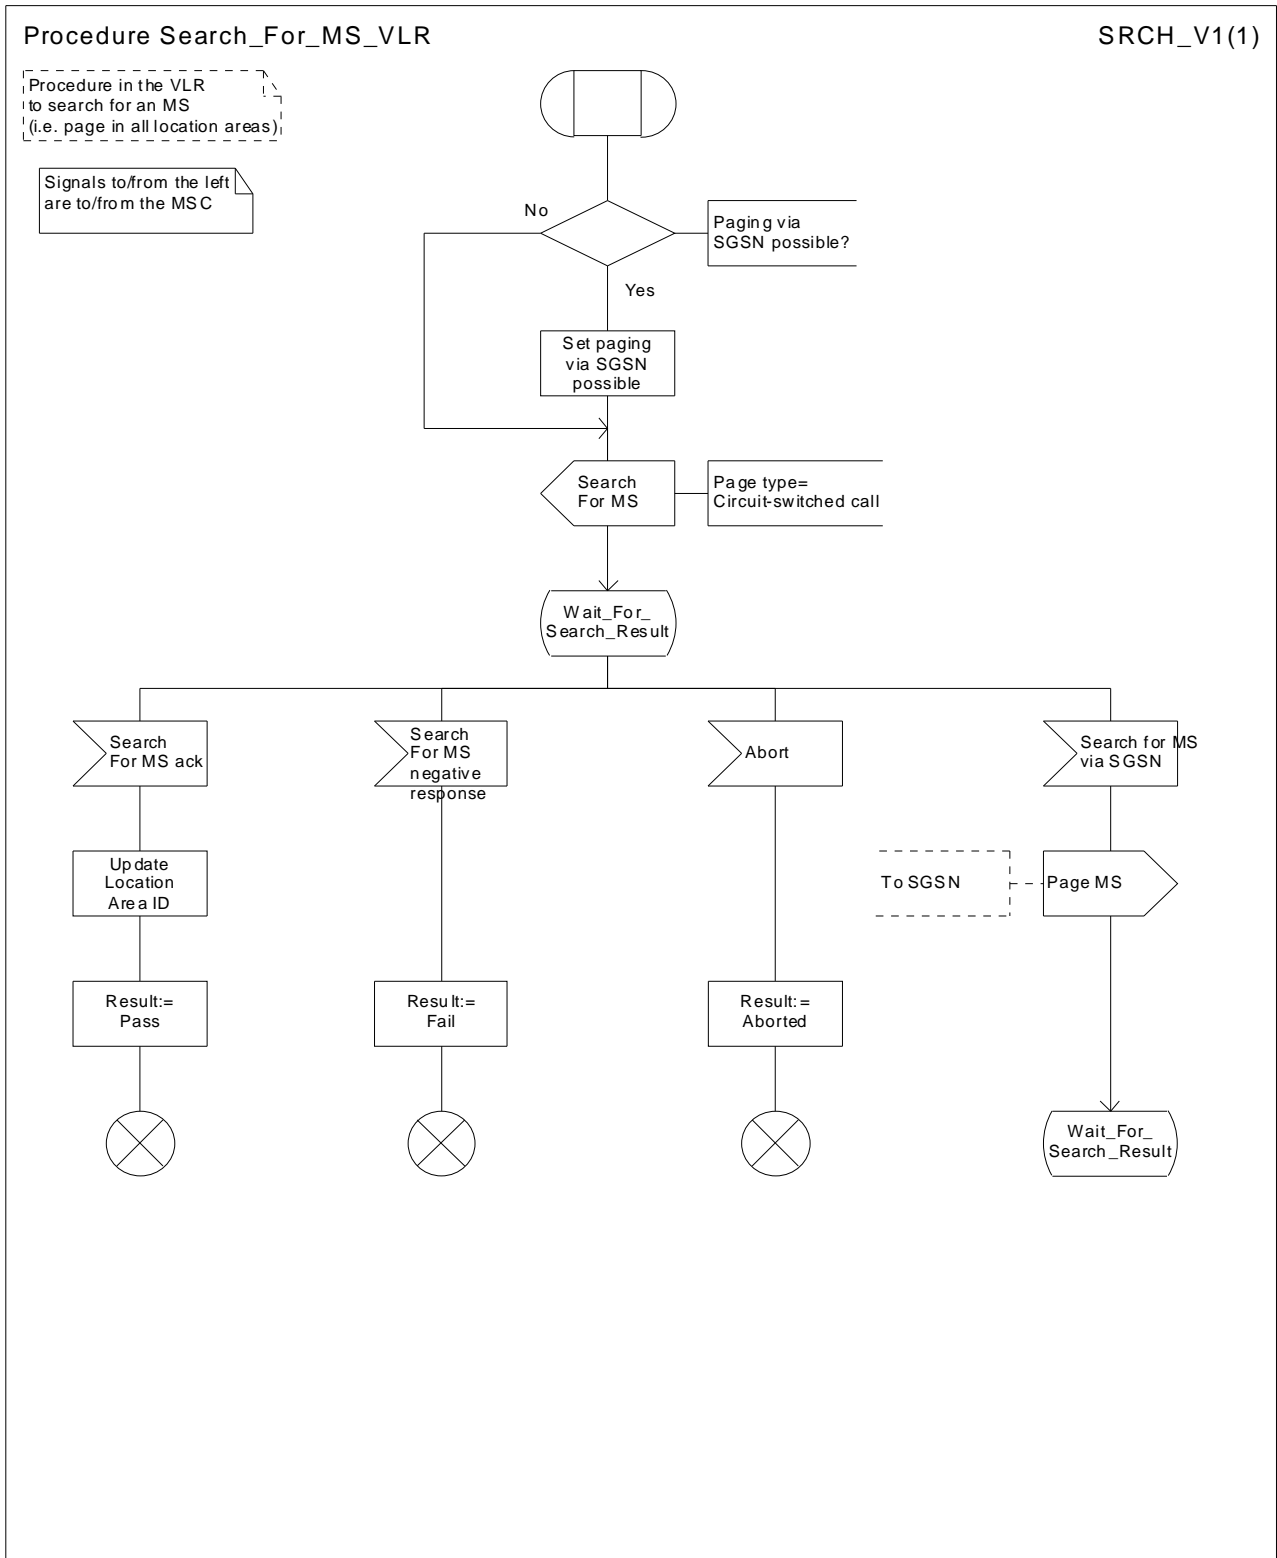 Procedure Search_For_MS_VLR
SRCH_V1(1)
Procedure in the VLR
to search for an MS
(i.e. page in all location areas)
Signals to/from the left
are to/from the MSC
No
Paging via
SGSN possible?
Yes
Set paging
via SGSN
possible
Search
For MS
Page type=
Circuit-switched call
Wait_For_
Search_Result
Search
For MS ack
Search
For MS
negative
response
Abort
Search for MS
via SGSN
Update
Location
Area ID
To SGSN
Page MS
Result:=
Pass
Result:=
Fail
Result:=
Aborted
Wait_For_
Search_Result